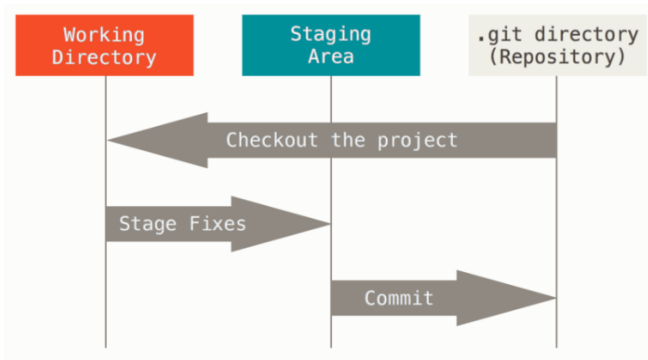 Working
Directory
Staging
Area
.git directory
(Repository)
Checkout the project
Stage Fixes
Commit